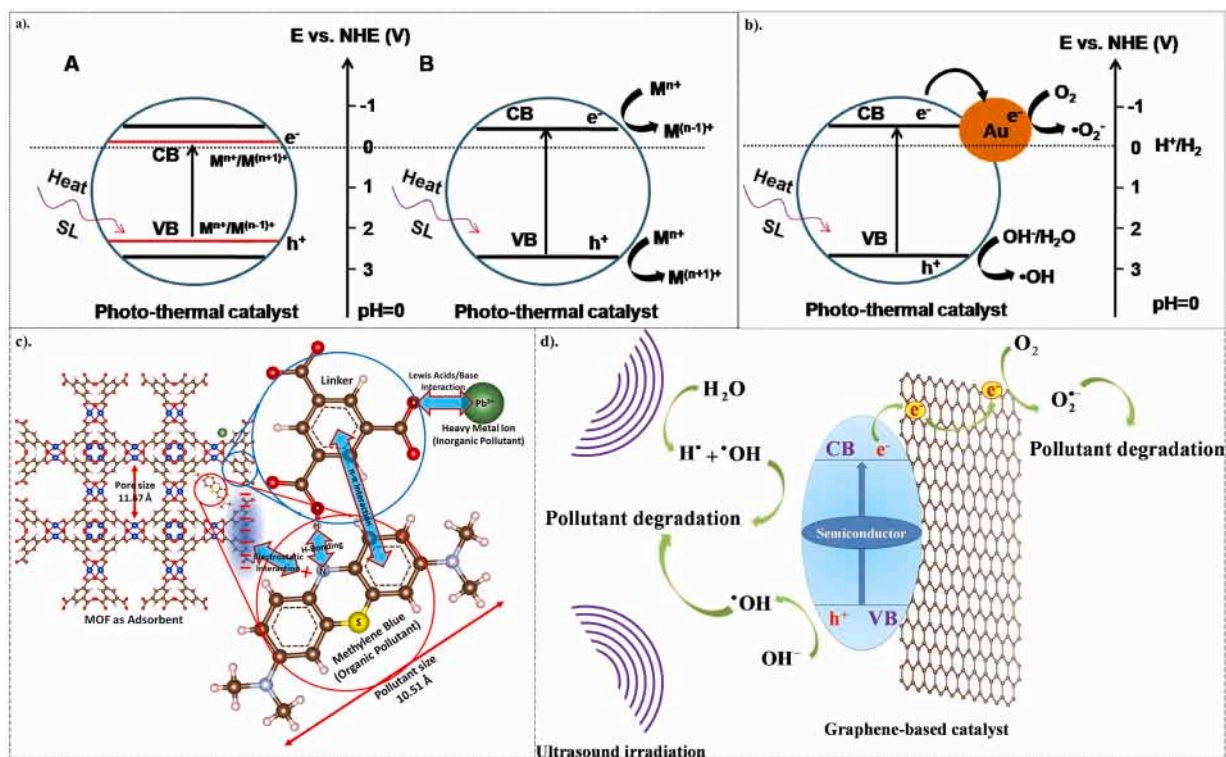 a).
E vs. NHE (V)
A
B
-1
0
1
2
3
e⁻
CB
Mⁿ⁺/M⁽ⁿ⁺¹⁾⁺
Heat
SL
VB
Mⁿ⁺/M⁽ⁿ⁻¹⁾⁺
h⁺
Photo-thermal catalyst
pH=0
CB
e⁻
Mⁿ⁺
M⁽ⁿ⁻¹⁾⁺
Heat
SL
VB
h⁺
Mⁿ⁺
M⁽ⁿ⁺¹⁾⁺
Photo-thermal catalyst
b).
E vs. NHE (V)
CB
e⁻
e⁻
Au
O₂
•O₂⁻
-1
0
1
2
3
H⁺/H₂
Heat
SL
VB
h⁺
OH⁻/H₂O
•OH
Photo-thermal catalyst
pH=0
c).
Linker
Lewis Acids/Base
Interaction
Pb²⁺
Heavy Metal Ion
(Inorganic Pollutant)
Pore size
11.67 Å
π-π Interaction
H
H-Bonding
Electrostatic
Interaction
+
N
S
Methylene Blue
(Organic Pollutant)
Pollutant size
10.51 Å
MOF as Adsorbent
d).
H₂O
H• + •OH
Pollutant degradation
•OH
OH⁻
Ultrasound irradiation
CB
e⁻
e⁻
e⁻
Semiconductor
h⁺
VB
O₂
O₂•⁻
Pollutant degradation
Graphene-based catalyst